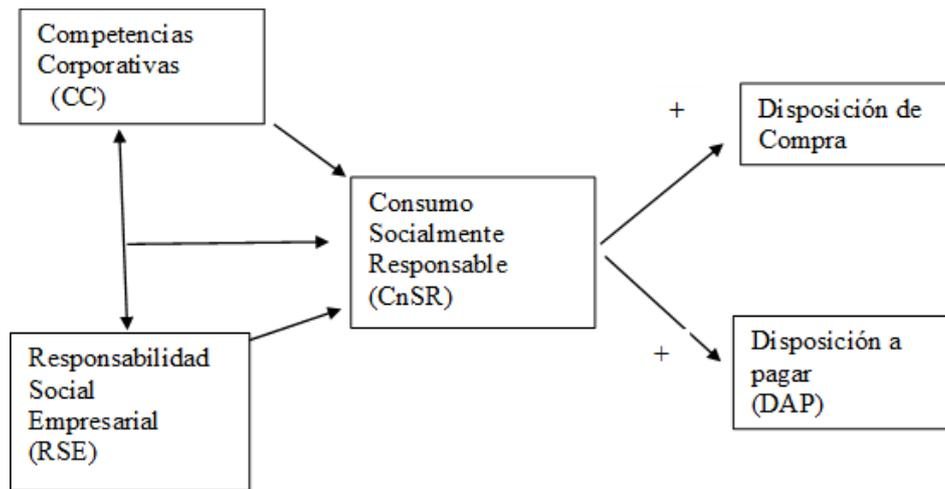 Competencias
Corporativas
(CC)
+
Disposición de
Compra
Consumo
Socialmente
Responsable
(CnSR)
Responsabilidad
Social
Empresarial
(RSE)
+
Disposición a
pagar
(DAP)